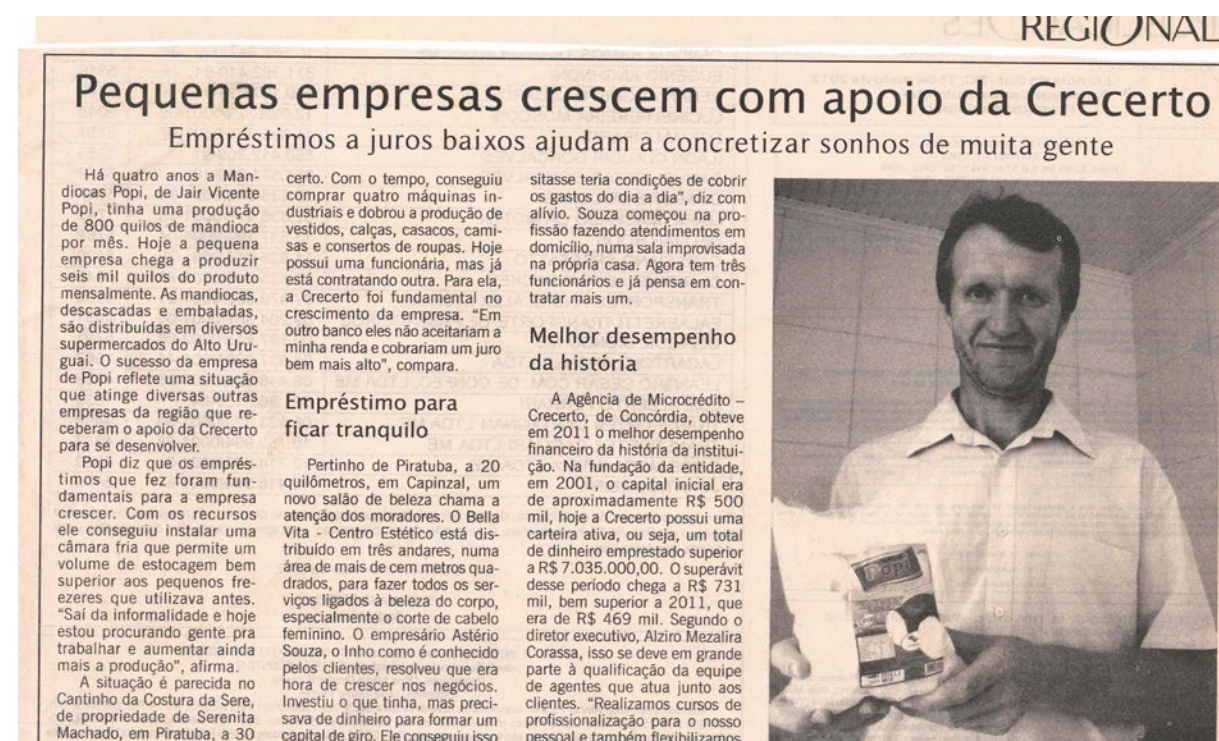 REGIONAL
Pequenas empresas crescem com apoio da Crecerto
Empréstimos a juros baixos ajudam a concretizar sonhos de muita gente
Há quatro anos a Man-
diocas Popi, de Jair Vicente
Popi, tinha uma produção
de 800 quilos de mandioca
por mês. Hoje a pequena
empresa chega a produzir
seis mil quilos do produto
mensalmente. As mandiocas,
descascadas e embaladas,
são distribuídas em diversos
supermercados do Alto Uru-
guai. O sucesso da empresa
de Popi reflete uma situação
que atinge diversas outras
empresas da região que re-
ceberam o apoio da Crecerto
para se desenvolver.
Popi diz que os emprés-
timos que fez foram fun-
damentais para a empresa
crescer. Com os recursos
ele conseguiu instalar uma
câmara fria que permite um
volume de estocagem bem
superior aos pequenos fre-
ezeres que utilizava antes.
"Saí da informalidade e hoje
estou procurando gente pra
trabalhar e aumentar ainda
mais a produção", afirma.
A situação é parecida no
Cantinho da Costura da Sere,
de propriedade de Serenita
Machado, em Piratuba, a 30
certo. Com o tempo, conseguiu
comprar quatro máquinas in-
dustriais e dobrou a produção de
vestidos, calças, casacos, cami-
sas e consertos de roupas. Hoje
possui uma funcionária, mas já
está contratando outra. Para ela,
a Crecerto foi fundamental no
crescimento da empresa. "Em
outro banco eles não aceitariam a
minha renda e cobrariam um juro
bem mais alto", compara.
Empréstimo para
ficar tranquilo
Pertinho de Piratuba, a 20
quilômetros, em Capinzal, um
novo salão de beleza chama a
atenção dos moradores. O Bella
Vita - Centro Estético está dis-
tribuído em três andares, numa
área de mais de cem metros qua-
drados, para fazer todos os ser-
viços ligados à beleza do corpo,
especialmente o corte de cabelo
feminino. O empresário Astério
Souza, o Inho como é conhecido
pelos clientes, resolveu que era
hora de crescer nos negócios.
Investiu o que tinha, mas preci-
sava de dinheiro para formar um
capital de giro. Ele conseguiu isso
sitasse teria condições de cobrir
os gastos do dia a dia", diz com
alívio. Souza começou na pro-
fissão fazendo atendimentos em
domicílio, numa sala improvisada
na própria casa. Agora tem três
funcionários e já pensa em con-
tratar mais um.
Melhor desempenho
da história
A Agência de Microcrédito –
Crecerto, de Concórdia, obteve
em 2011 o melhor desempenho
financeiro da história da institui-
ção. Na fundação da entidade,
em 2001, o capital inicial era
de aproximadamente R$ 500
mil, hoje a Crecerto possui uma
carteira ativa, ou seja, um total
de dinheiro emprestado superior
a R$ 7.035.000,00. O superávit
desse período chega a R$ 731
mil, bem superior a 2011, que
era de R$ 469 mil. Segundo o
diretor executivo, Alziro Mezalira
Corassa, isso se deve em grande
parte à qualificação da equipe
de agentes que atua junto aos
clientes. "Realizamos cursos de
profissionalização para o nosso
pessoal e também flexibilizamos
Popi